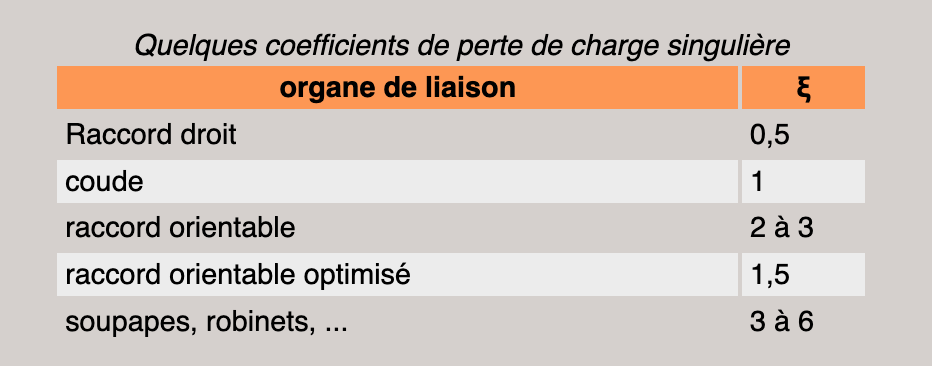 Quelques coefficients de perte de charge singulière
organe de liaison ξ
Raccord droit 0,5
coude 1
raccord orientable 2 à 3
raccord orientable optimisé 1,5
soupapes, robinets, ... 3 à 6